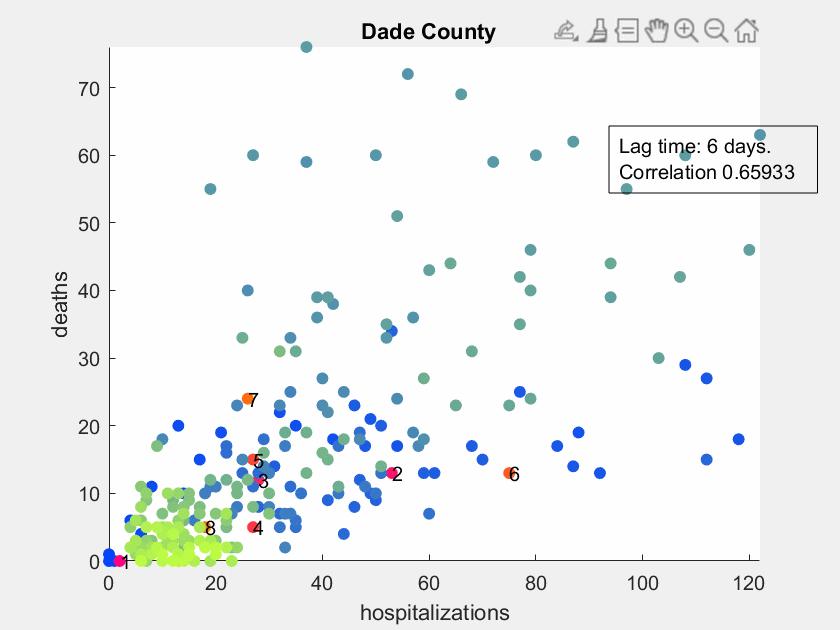 Dade County
Lag time: 6 days.
Correlation 0.65933
deaths
70
60
50
40
30
20
10
0
7
5
3
2
6
4
8
1
0 20 40 60 80 100 120
hospitalizations